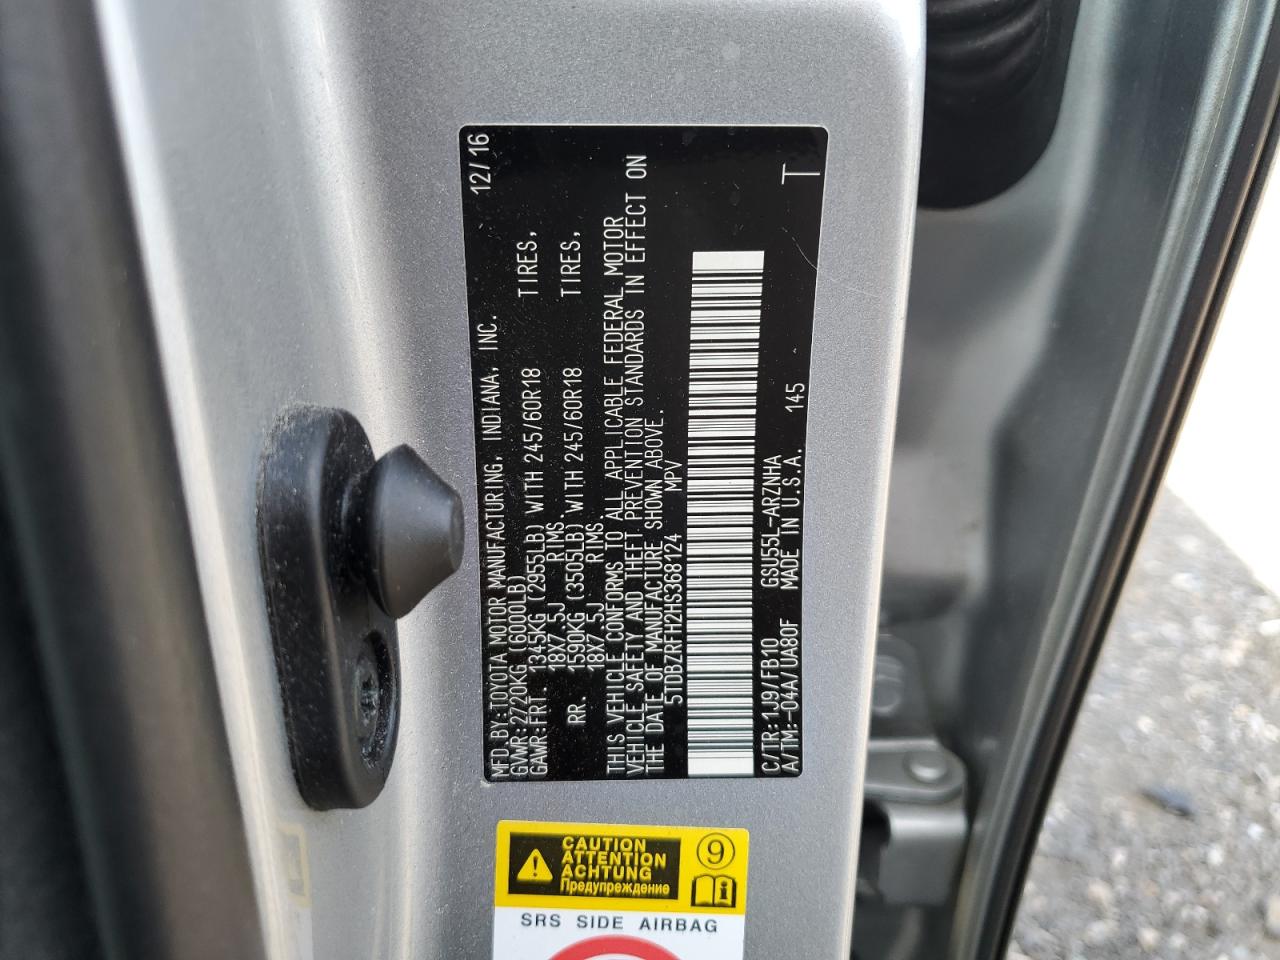 MFD.BY:TOYOTA MOTOR MANUFACTURING, INDIANA, INC. 12/16
GVWR:2720KG (6000LB)
GAWR:FRT. 1345KG (2955LB) WITH 245/60R18 TIRES,
18X7.5J RIMS.
RR. 1590KG (3505LB) WITH 245/60R18 TIRES,
18X7.5J RIMS.
THIS VEHICLE CONFORMS TO ALL APPLICABLE FEDERAL MOTOR
VEHICLE SAFETY AND THEFT PREVENTION STANDARDS IN EFFECT ON
THE DATE OF MANUFACTURE SHOWN ABOVE.
5TDBZRFH2HS368124 MPV
C/TR:1J9/FB10 GSU55L-ARZNHA
A/TM:-04A/UA80F MADE IN U.S.A. 145 T
CAUTION
ATTENTION
ACHTUNG
Предупреждение
9
i
SRS SIDE AIRBAG